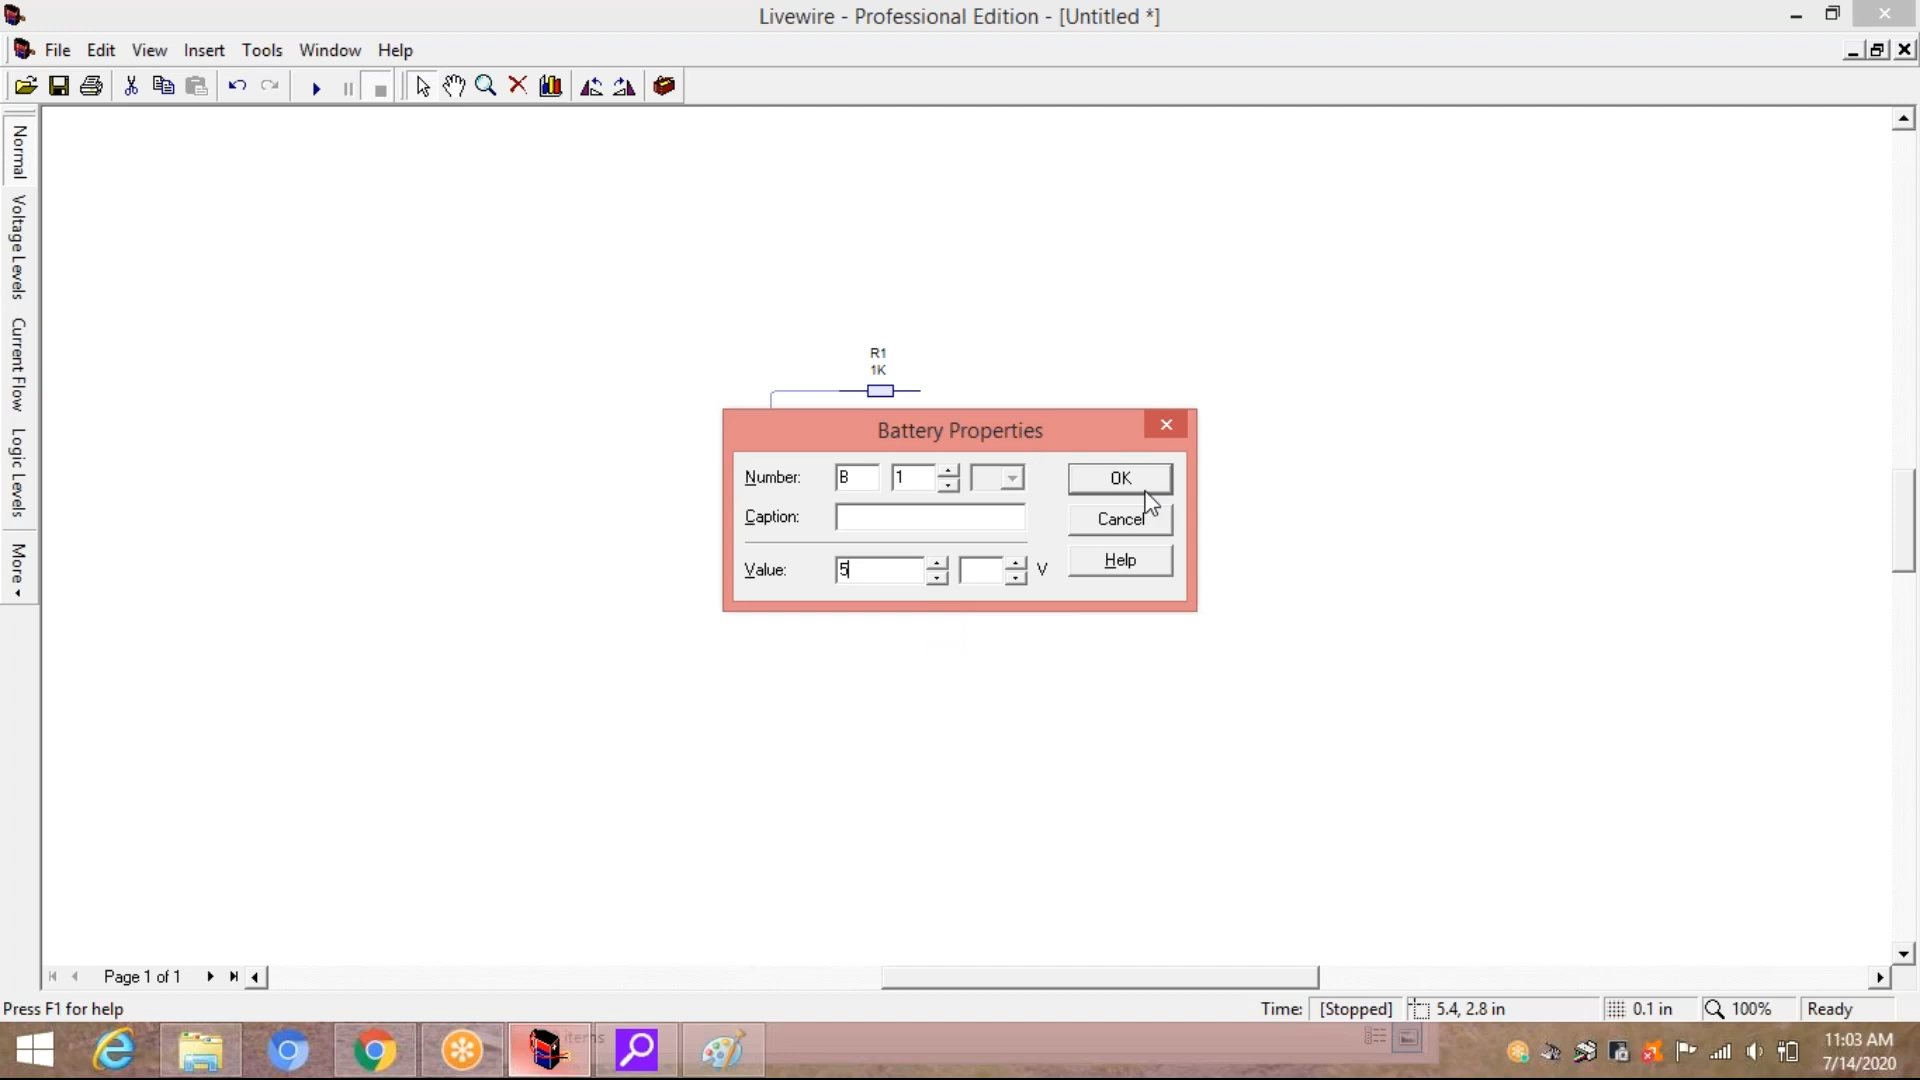 Livewire - Professional Edition - [Untitled *]
File Edit View Insert Tools Window Help
Normal
Voltage Levels
Current Flow
Logic Levels
More
R1
1K
Battery Properties
Number: B 1
OK
Caption:
Cancel
Value: 5 V
Help
Page 1 of 1
Press F1 for help
Time: [Stopped] 5.4, 2.8 in 0.1 in 100% Ready
items
11:03 AM
7/14/2020